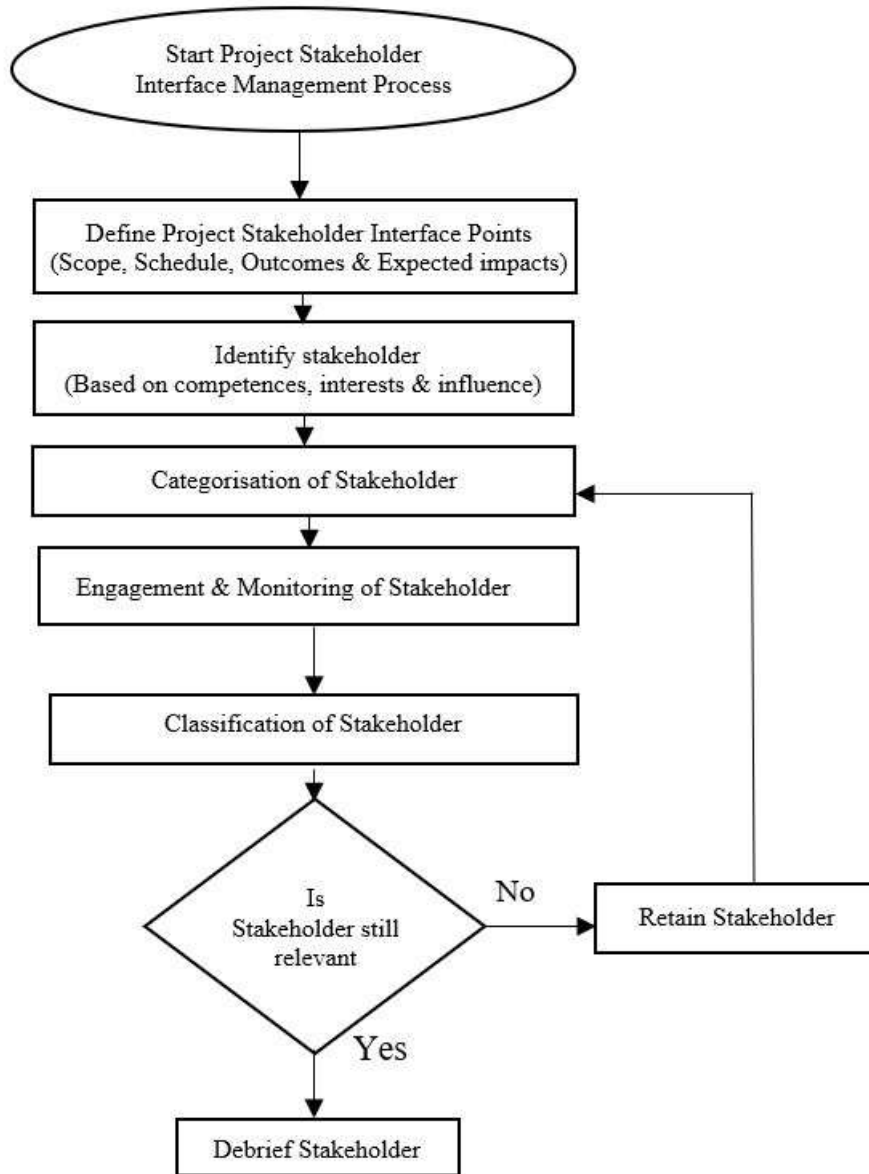 Start Project Stakeholder
Interface Management Process
Define Project Stakeholder Interface Points
(Scope, Schedule, Outcomes & Expected impacts)
Identify stakeholder
(Based on competences, interests & influence)
Categorisation of Stakeholder
Engagement & Monitoring of Stakeholder
Classification of Stakeholder
Is
Stakeholder still
relevant
No
Retain Stakeholder
Yes
Debrief Stakeholder